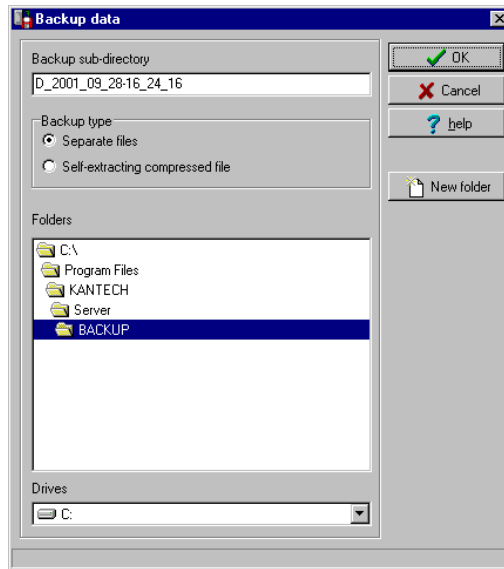 Backup data
Backup sub-directory
D_2001_09_28-16_24_16
Backup type
Separate files
Self-extracting compressed file
Folders
C:\
Program Files
KANTECH
Server
BACKUP
Drives
C:
OK
Cancel
help
New folder